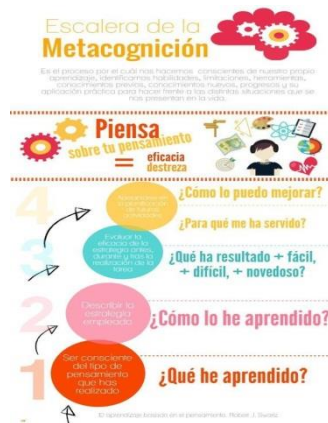 Escalera de la
Metacognición
Es el proceso por el cuál nos hacemos conscientes de nuestro propio
aprendizaje, identificamos habilidades, limitaciones, herramientas,
conocimientos previos, conocimientos nuevos, progresos y su
aplicación práctica para hacer frente a las distintas situaciones que se
nos presentan en la vida.
Piensa
sobre tu pensamiento
= eficacia
destreza
4
¿Cómo lo puedo mejorar?
¿Para qué me ha servido?
3
Evaluar la
eficacia de la
estrategia antes,
durante y tras la
realización de la
tarea
¿Qué ha resultado + fácil,
+ difícil, + novedoso?
2
Describir la
estrategia
empleada
¿Cómo lo he aprendido?
1
Ser consciente
del tipo de
pensamiento
que has
realizado
¿Qué he aprendido?
El aprendizaje basado en el pensamiento. Robert J. Swartz